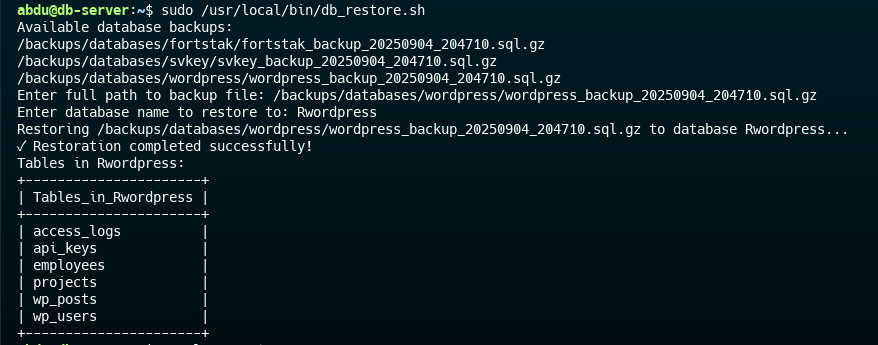 abdu@db-server:~$ sudo /usr/local/bin/db_restore.sh
Available database backups:
/backups/databases/fortstak/fortstak_backup_20250904_204710.sql.gz
/backups/databases/svkey/svkey_backup_20250904_204710.sql.gz
/backups/databases/wordpress/wordpress_backup_20250904_204710.sql.gz
Enter full path to backup file: /backups/databases/wordpress/wordpress_backup_20250904_204710.sql.gz
Enter database name to restore to: Rwordpress
Restoring /backups/databases/wordpress/wordpress_backup_20250904_204710.sql.gz to database Rwordpress...
✓ Restoration completed successfully!
Tables in Rwordpress:
+----------------------+
| Tables_in_Rwordpress |
+----------------------+
| access_logs          |
| api_keys             |
| employees            |
| projects             |
| wp_posts             |
| wp_users             |
+----------------------+